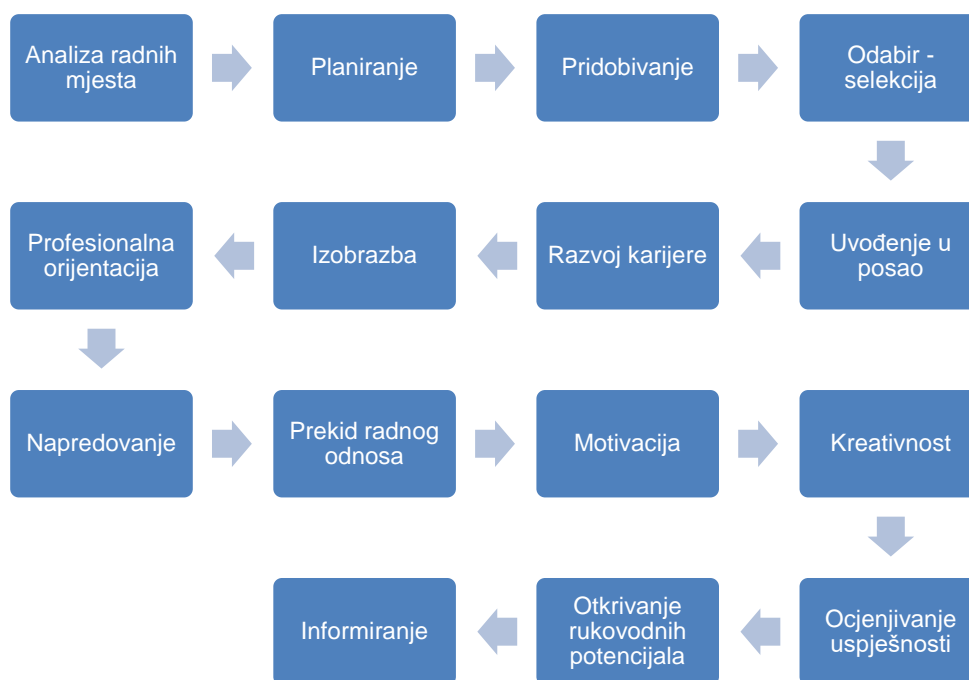 Analiza radnih
mjesta
Planiranje
Pridobivanje
Odabir -
selekcija
Uvođenje u
posao
Razvoj karijere
Izobrazba
Profesionalna
orijentacija
Napredovanje
Prekid radnog
odnosa
Motivacija
Kreativnost
Ocjenjivanje
uspješnosti
Otkrivanje
rukovodnih
potencijala
Informiranje